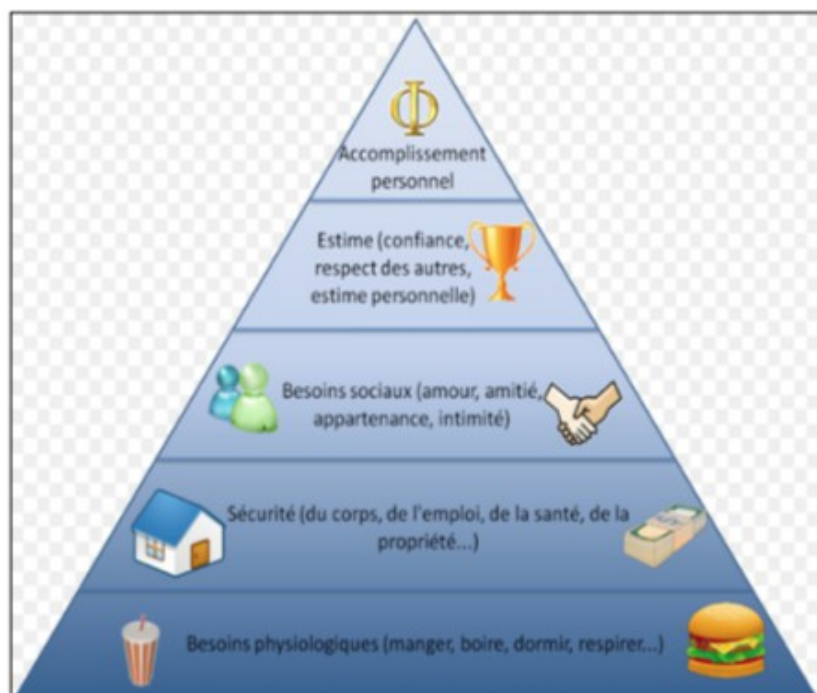 Φ
Accomplissement
personnel
Estime (confiance,
respect des autres,
estime personnelle)
Besoins sociaux (amour, amitié,
appartenance, intimité)
Sécurité (du corps, de l'emploi, de la santé, de la
propriété...)
Besoins physiologiques (manger, boire, dormir, respirer...)